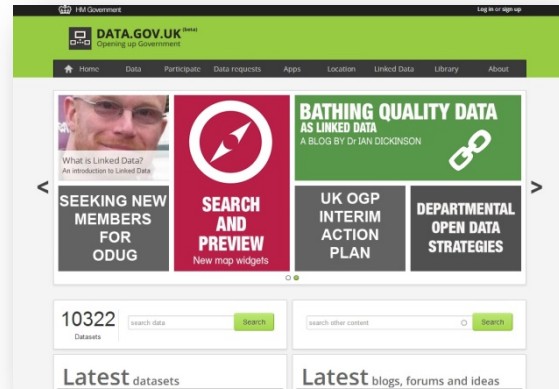 HM Government
Log in or sign up
DATA.GOV.UK (beta)
Opening up Government
Home Data Participate Data requests Apps Location Linked Data Library About
What is Linked Data?
An introduction to Linked Data
SEEKING NEW
MEMBERS
FOR
ODUG
SEARCH
AND
PREVIEW
New map widgets
BATHING QUALITY DATA
AS LINKED DATA
A BLOG BY Dr IAN DICKINSON
UK OGP
INTERIM
ACTION
PLAN
DEPARTMENTAL
OPEN DATA
STRATEGIES
10322
Datasets
search data
Search
search other content
Search
Latest datasets
Latest blogs, forums and ideas